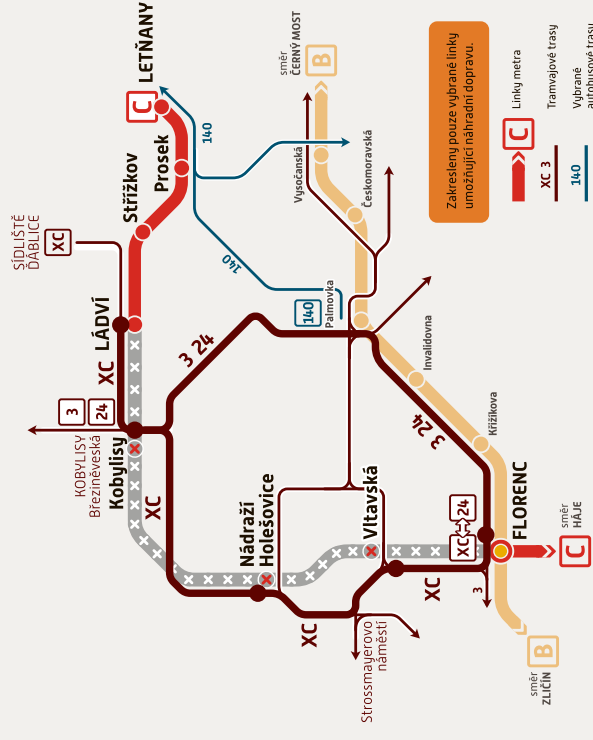 SÍDLIŠTĚ
ĎÁBLICE
XC
LÁDVÍ
XC
3
24
KOBYLISY
Březiněveská
Kobylisy
XC
Střížkov
Prosek
C
LETŇANY
140
140
140
Palmovka
3 24
Nádraží
Holešovice
XC
Strossmayerovo
náměstí
Vltavská
XC
3
XC
24
FLORENC
C
směr
HÁJE
B
směr
ZLIČÍN
Křižíkova
Invalidovna
3 24
Českomoravská
Vysočanská
směr
ČERNÝ MOST
B
Zakresleny pouze vybrané linky
umožňující náhradní dopravu.
C
Linky metra
XC 3
Tramvajové trasy
140
Vybrané
autobusové trasy